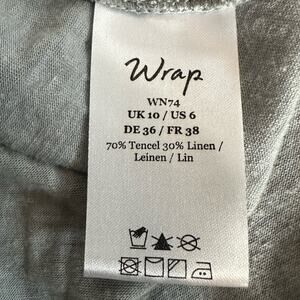 Wrap
WN74
UK 10 / US 6
DE 36 / FR 38
70% Tencel 30% Linen /
Leinen / Lin